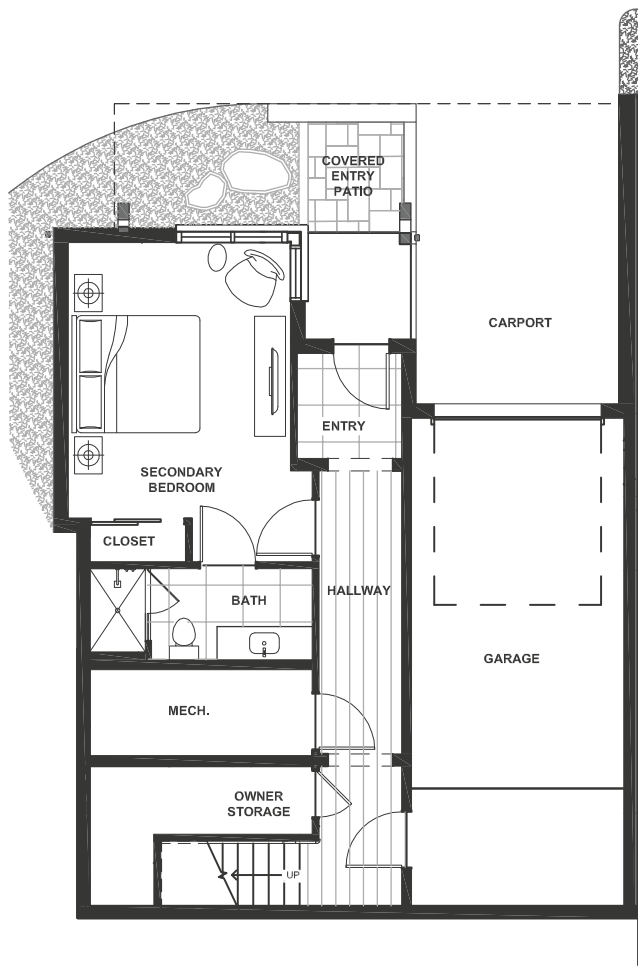 COVERED
ENTRY
PATIO
CARPORT
ENTRY
SECONDARY
BEDROOM
CLOSET
BATH
HALLWAY
GARAGE
MECH.
OWNER
STORAGE
UP